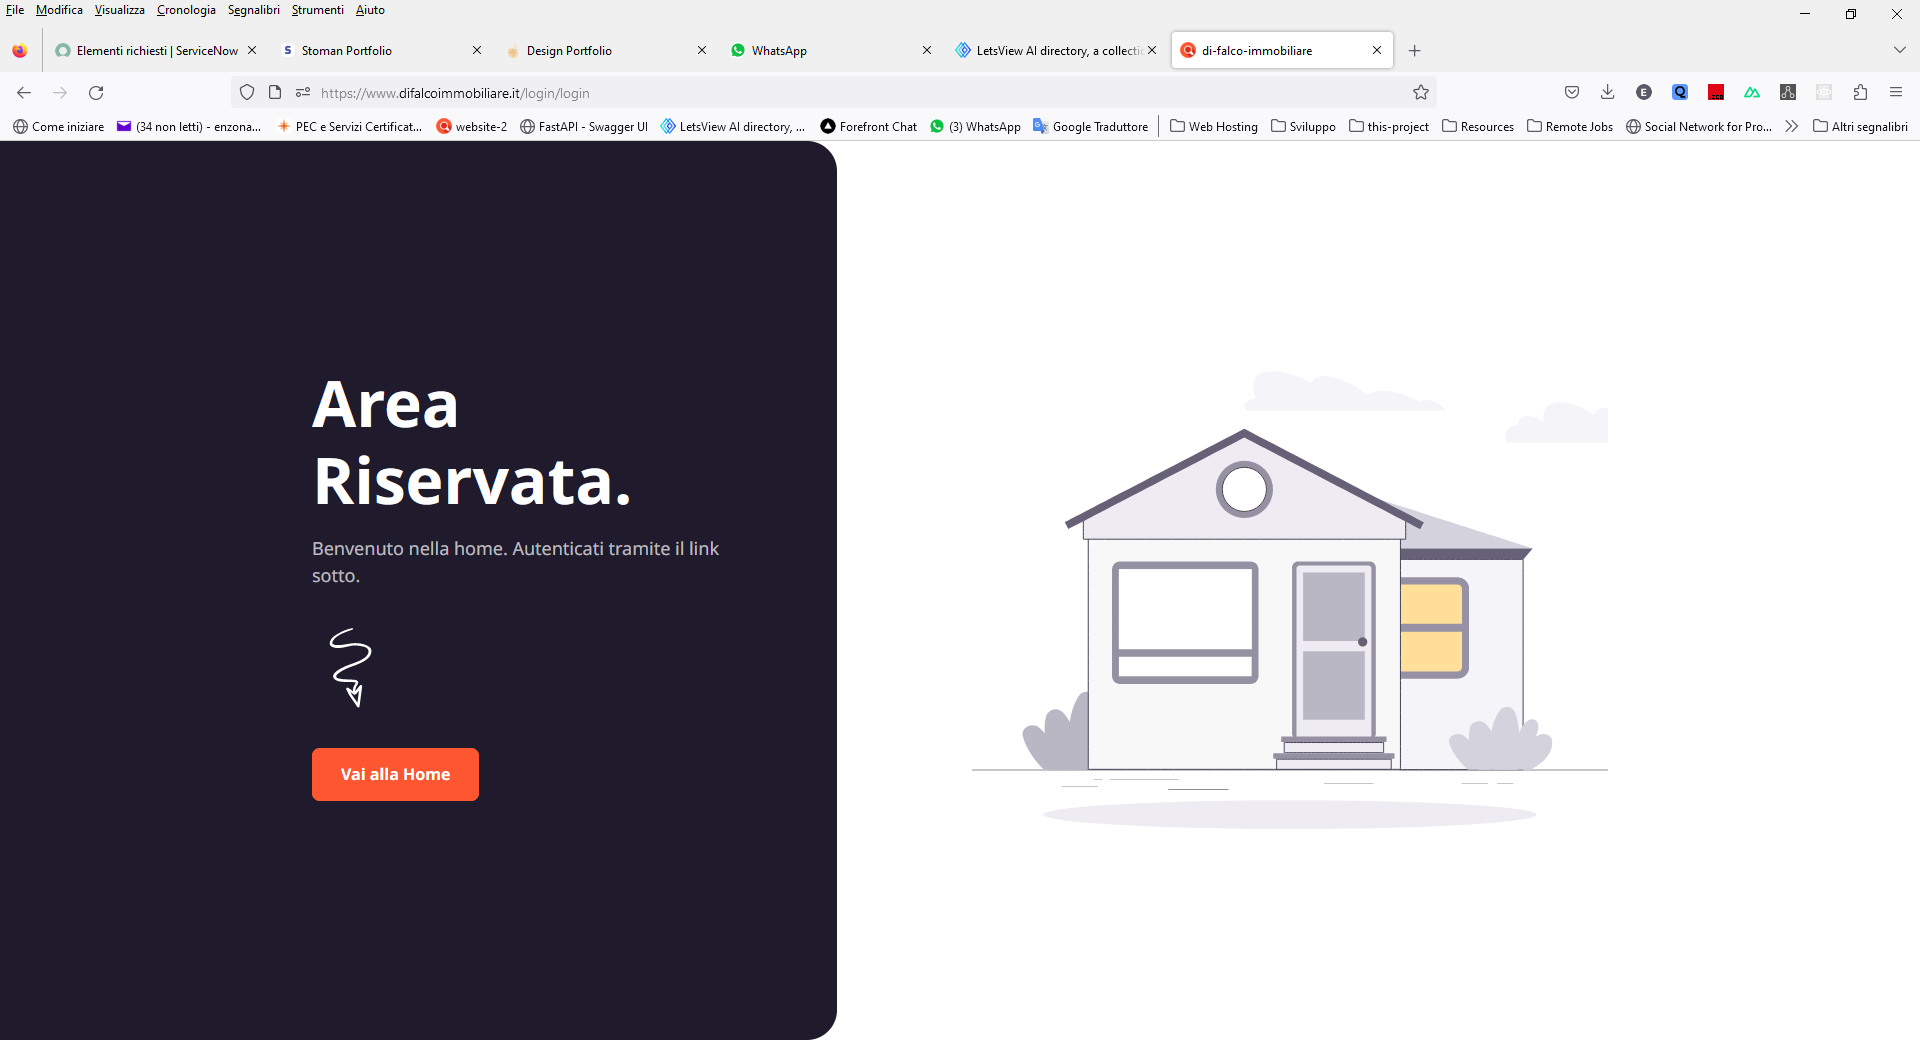 File Modifica Visualizza Cronologia Segnalibri Strumenti Aiuto
Elementi richiesti | ServiceNow
S Stoman Portfolio
Design Portfolio
WhatsApp
LetsView AI directory, a collectic
di-falco-immobiliare
https://www.difalcoimmobiliare.it/login/login
E
Q
Come iniziare
(34 non letti) - enzona...
PEC e Servizi Certificat...
website-2
FastAPI - Swagger UI
LetsView AI directory, ...
Forefront Chat
(3) WhatsApp
Google Traduttore
Web Hosting
Sviluppo
this-project
Resources
Remote Jobs
Social Network for Pro...
Altri segnalibri
Area
Riservata.
Benvenuto nella home. Autenticati tramite il link
sotto.
Vai alla Home